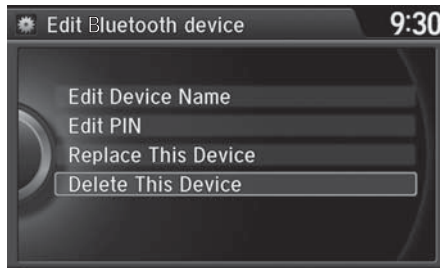 Edit Bluetooth device 9:30
Edit Device Name
Edit PIN
Replace This Device
Delete This Device